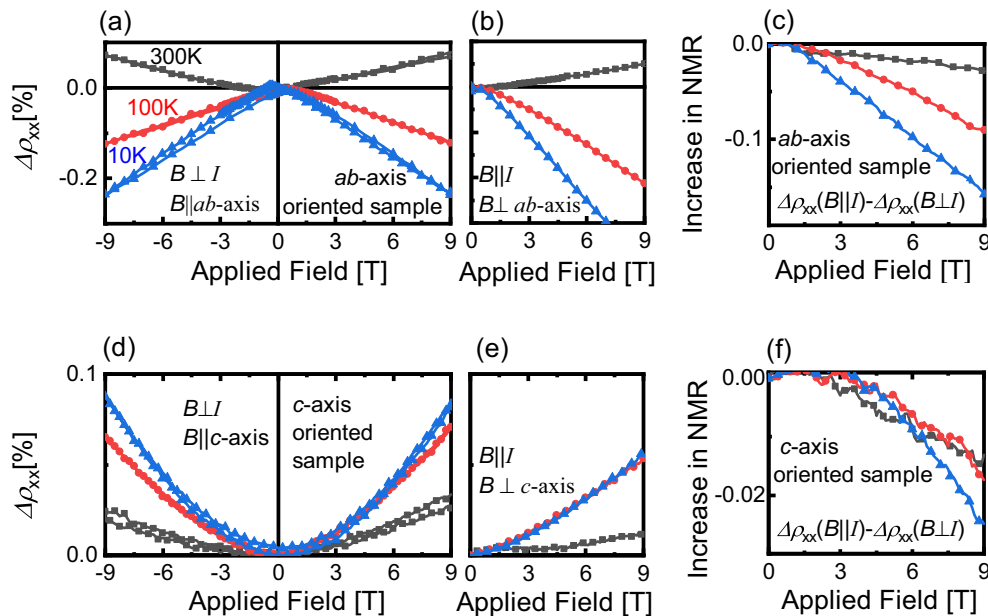 (a)
300K
0.0
100K
10K
-0.2
B ⊥ I
B||ab-axis
ab-axis
oriented sample
Δρxx[%]
-9 -6 -3 0 3 6 9
Applied Field [T]
(b)
B||I
B⊥ ab-axis
0 3 6 9
Applied Field [T]
(c)
0.0
-0.1
Increase in NMR
ab-axis
oriented sample
Δρxx(B||I)-Δρxx(B⊥I)
0 3 6 9
Applied Field [T]
(d)
0.1
0.0
Δρxx[%]
B⊥I
B||c-axis
c-axis
oriented
sample
-9 -6 -3 0 3 6 9
Applied Field [T]
(e)
B||I
B ⊥ c-axis
0 3 6 9
Applied Field [T]
(f)
0.00
-0.02
Increase in NMR
c-axis
oriented sample
Δρxx(B||I)-Δρxx(B⊥I)
0 3 6 9
Applied Field [T]